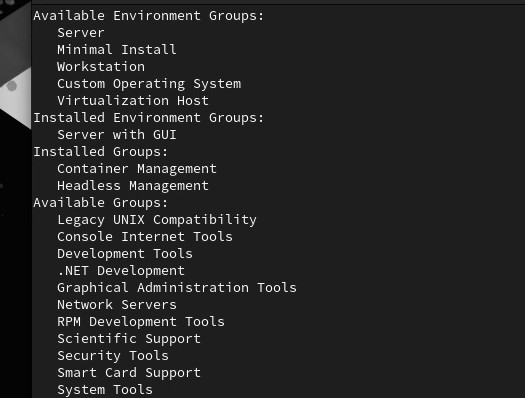 Available Environment Groups:
Server
Minimal Install
Workstation
Custom Operating System
Virtualization Host
Installed Environment Groups:
Server with GUI
Installed Groups:
Container Management
Headless Management
Available Groups:
Legacy UNIX Compatibility
Console Internet Tools
Development Tools
.NET Development
Graphical Administration Tools
Network Servers
RPM Development Tools
Scientific Support
Security Tools
Smart Card Support
System Tools